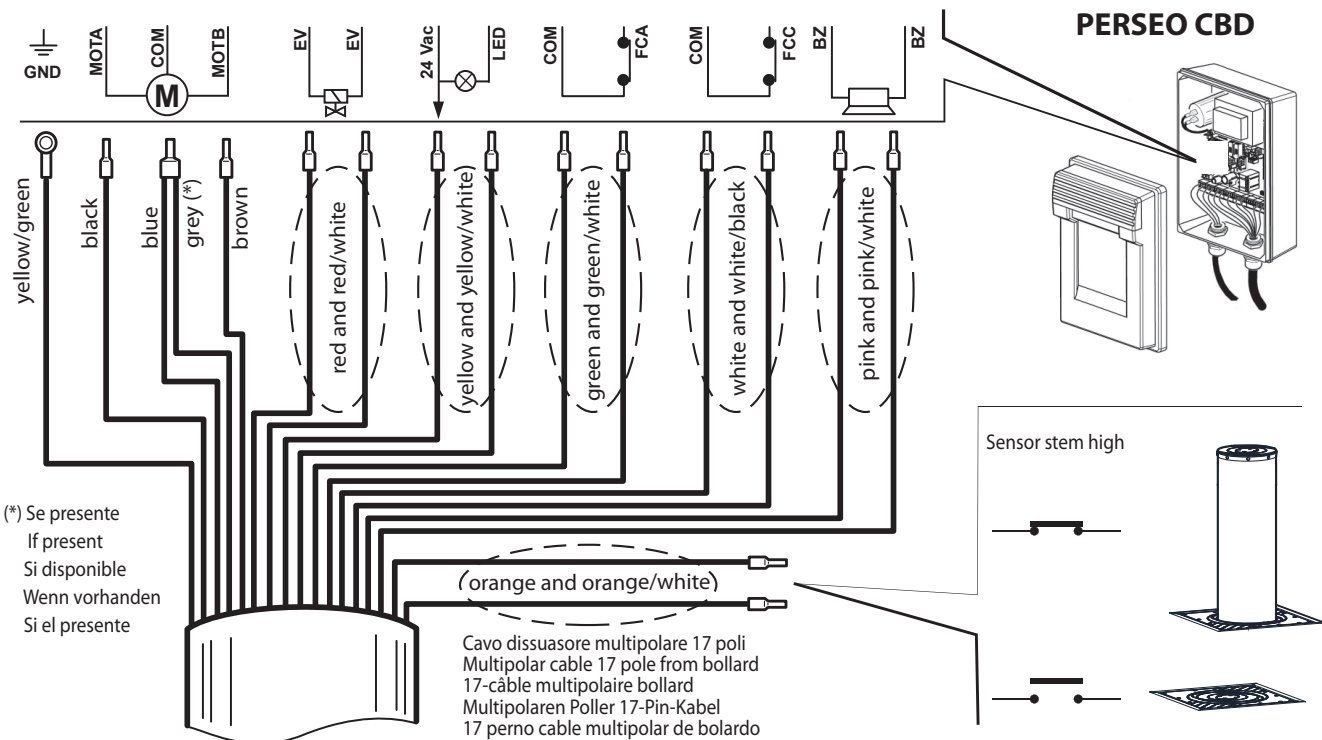 PERSEO CBD
GND
MOTA
COM
MOTB
M
EV
EV
24 Vac
LED
COM
FCA
COM
FCC
BZ
BZ
yellow/green
black
blue
grey (*)
brown
red and red/white
yellow and yellow/white
green and green/white
white and white/black
pink and pink/white
Sensor stem high
(*) Se presente
If present
Si disponible
Wenn vorhanden
Si el presente
orange and orange/white
Cavo dissuasore multipolare 17 poli
Multipolar cable 17 pole from bollard
17-câble multipolaire bollard
Multipolaren Poller 17-Pin-Kabel
17 perno cable multipolar de bolardo